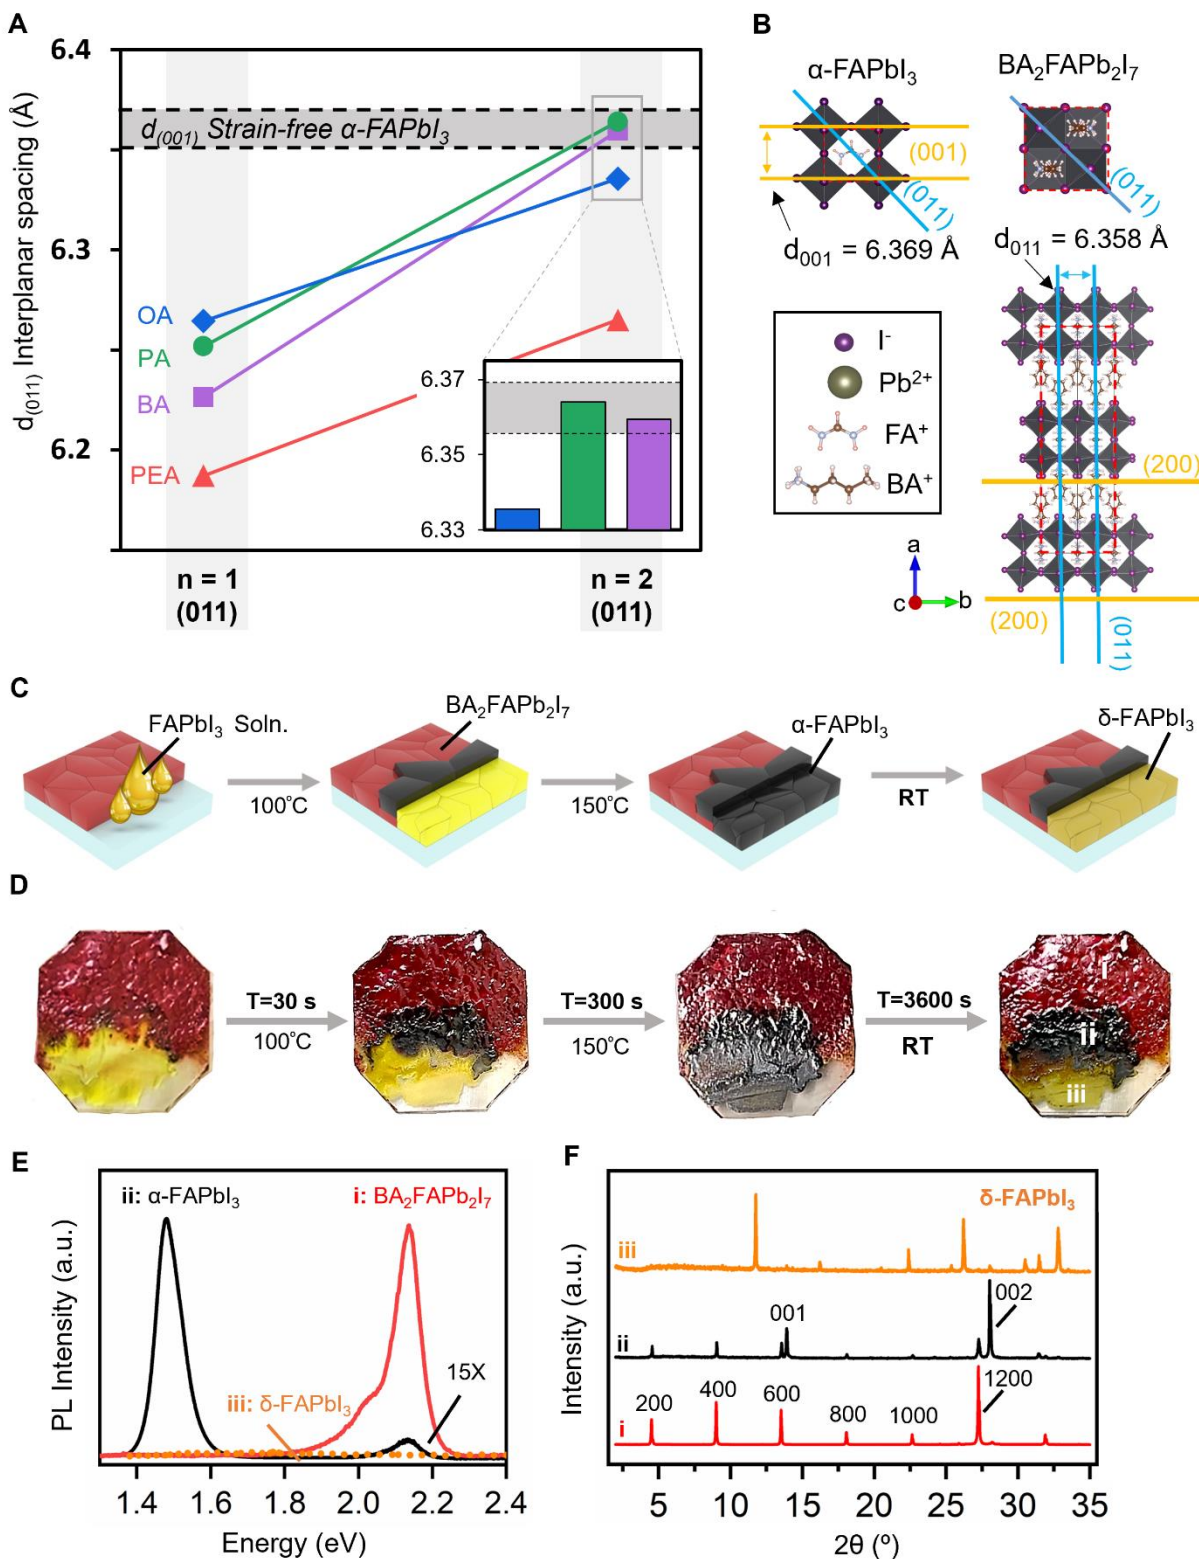 A
6.4
6.3
6.2
d(011) Interplanar spacing (Å)
d(001) Strain-free α-FAPbI3
OA
PA
BA
PEA
6.37
6.35
6.33
n = 1
(011)
n = 2
(011)
B
α-FAPbI3
BA2FAPb2I7
(001)
(011)
(011)
d001 = 6.369 Å
d011 = 6.358 Å
I-
Pb2+
FA+
BA+
a
b
c
(200)
(200)
(011)
C
FAPbI3 Soln.
100°C
BA2FAPb2I7
150°C
α-FAPbI3
RT
δ-FAPbI3
D
T=30 s
100°C
T=300 s
150°C
T=3600 s
RT
i
ii
iii
E
PL Intensity (a.u.)
ii: α-FAPbI3
i: BA2FAPb2I7
iii: δ-FAPbI3
15X
1.4 1.6 1.8 2.0 2.2 2.4
Energy (eV)
F
Intensity (a.u.)
δ-FAPbI3
iii
ii
001
002
i
200 400 600 800 1000 1200
5 10 15 20 25 30 35
2θ (º)